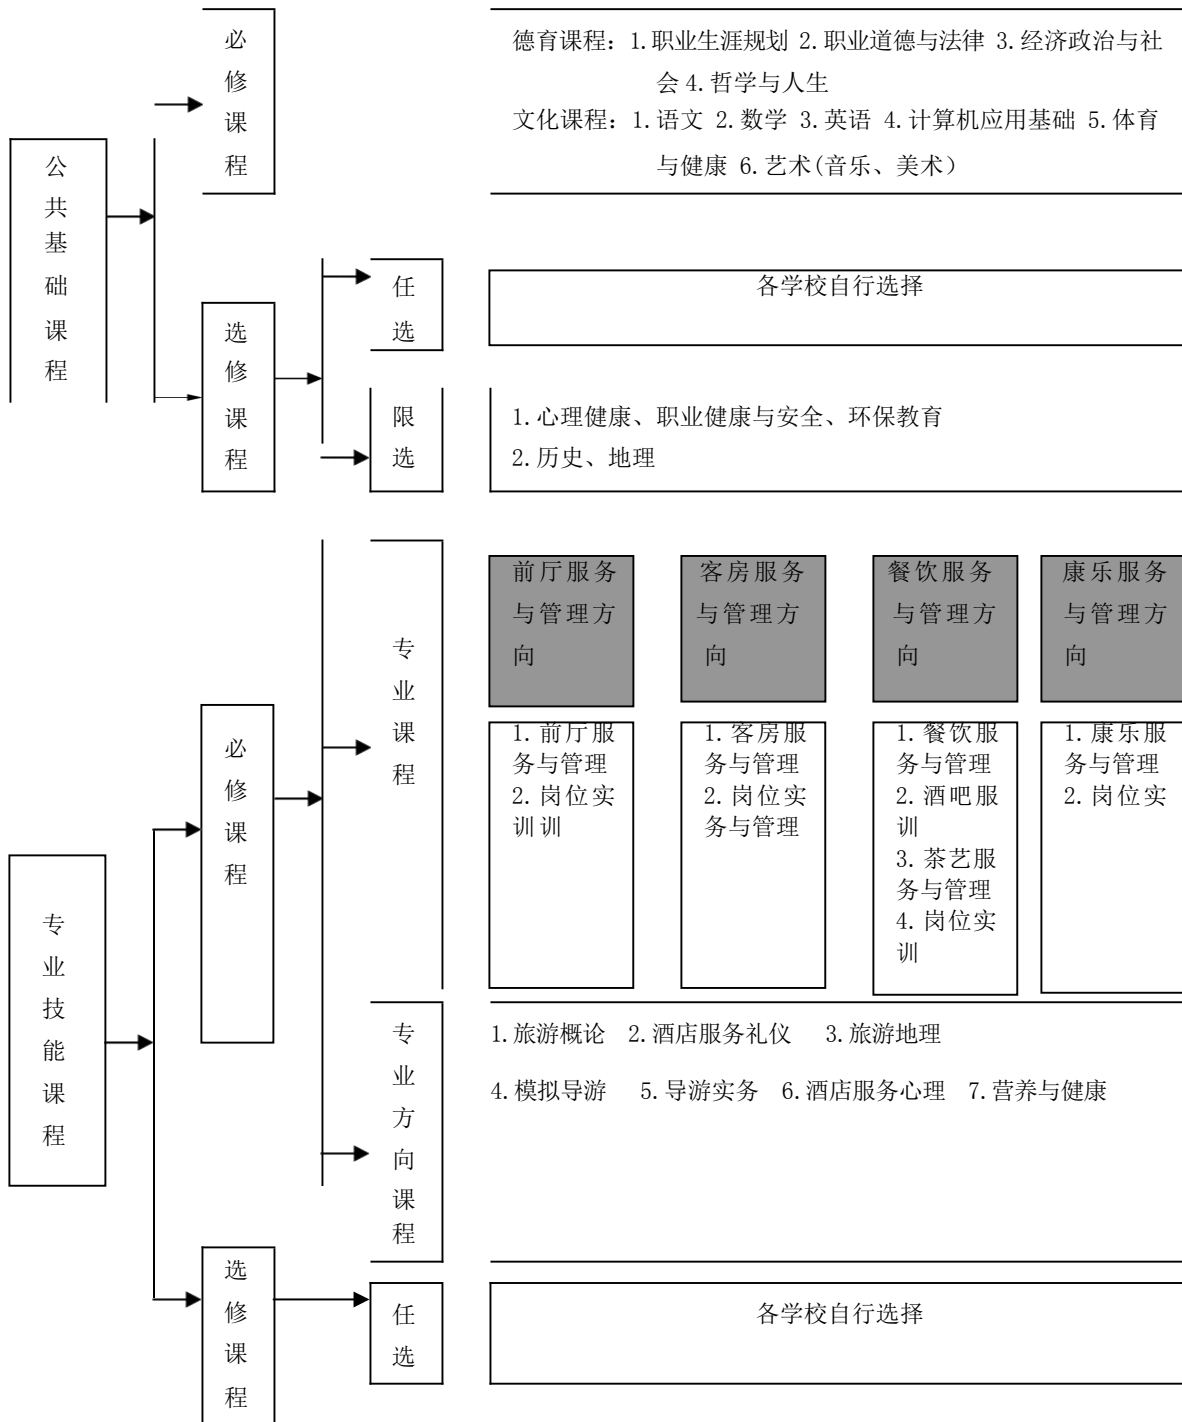 公共基础课程
必修课程
德育课程：1.职业生涯规划 2.职业道德与法律 3.经济政治与社
会 4.哲学与人生
文化课程：1.语文 2.数学 3.英语 4.计算机应用基础 5.体育
与健康 6.艺术(音乐、美术）
选修课程
任选
各学校自行选择
限选
1.心理健康、职业健康与安全、环保教育
2.历史、地理
专业技能课程
必修课程
专业课程
前厅服务
与管理方
向
客房服务
与管理方
向
餐饮服务
与管理方
向
康乐服务
与管理方
向
1.前厅服
务与管理
2.岗位实
训训
1.客房服
务与管理
2.岗位实
务与管理
1.餐饮服
务与管理
2.酒吧服
训
3.茶艺服
务与管理
4.岗位实
训
1.康乐服
务与管理
2.岗位实
专业方向课程
1.旅游概论 2.酒店服务礼仪 3.旅游地理
4.模拟导游 5.导游实务 6.酒店服务心理 7.营养与健康
选修课程
任选
各学校自行选择